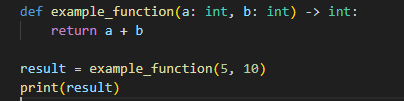 def example_function(a: int, b: int) -> int:
    return a + b
result = example_function(5, 10)
print(result)